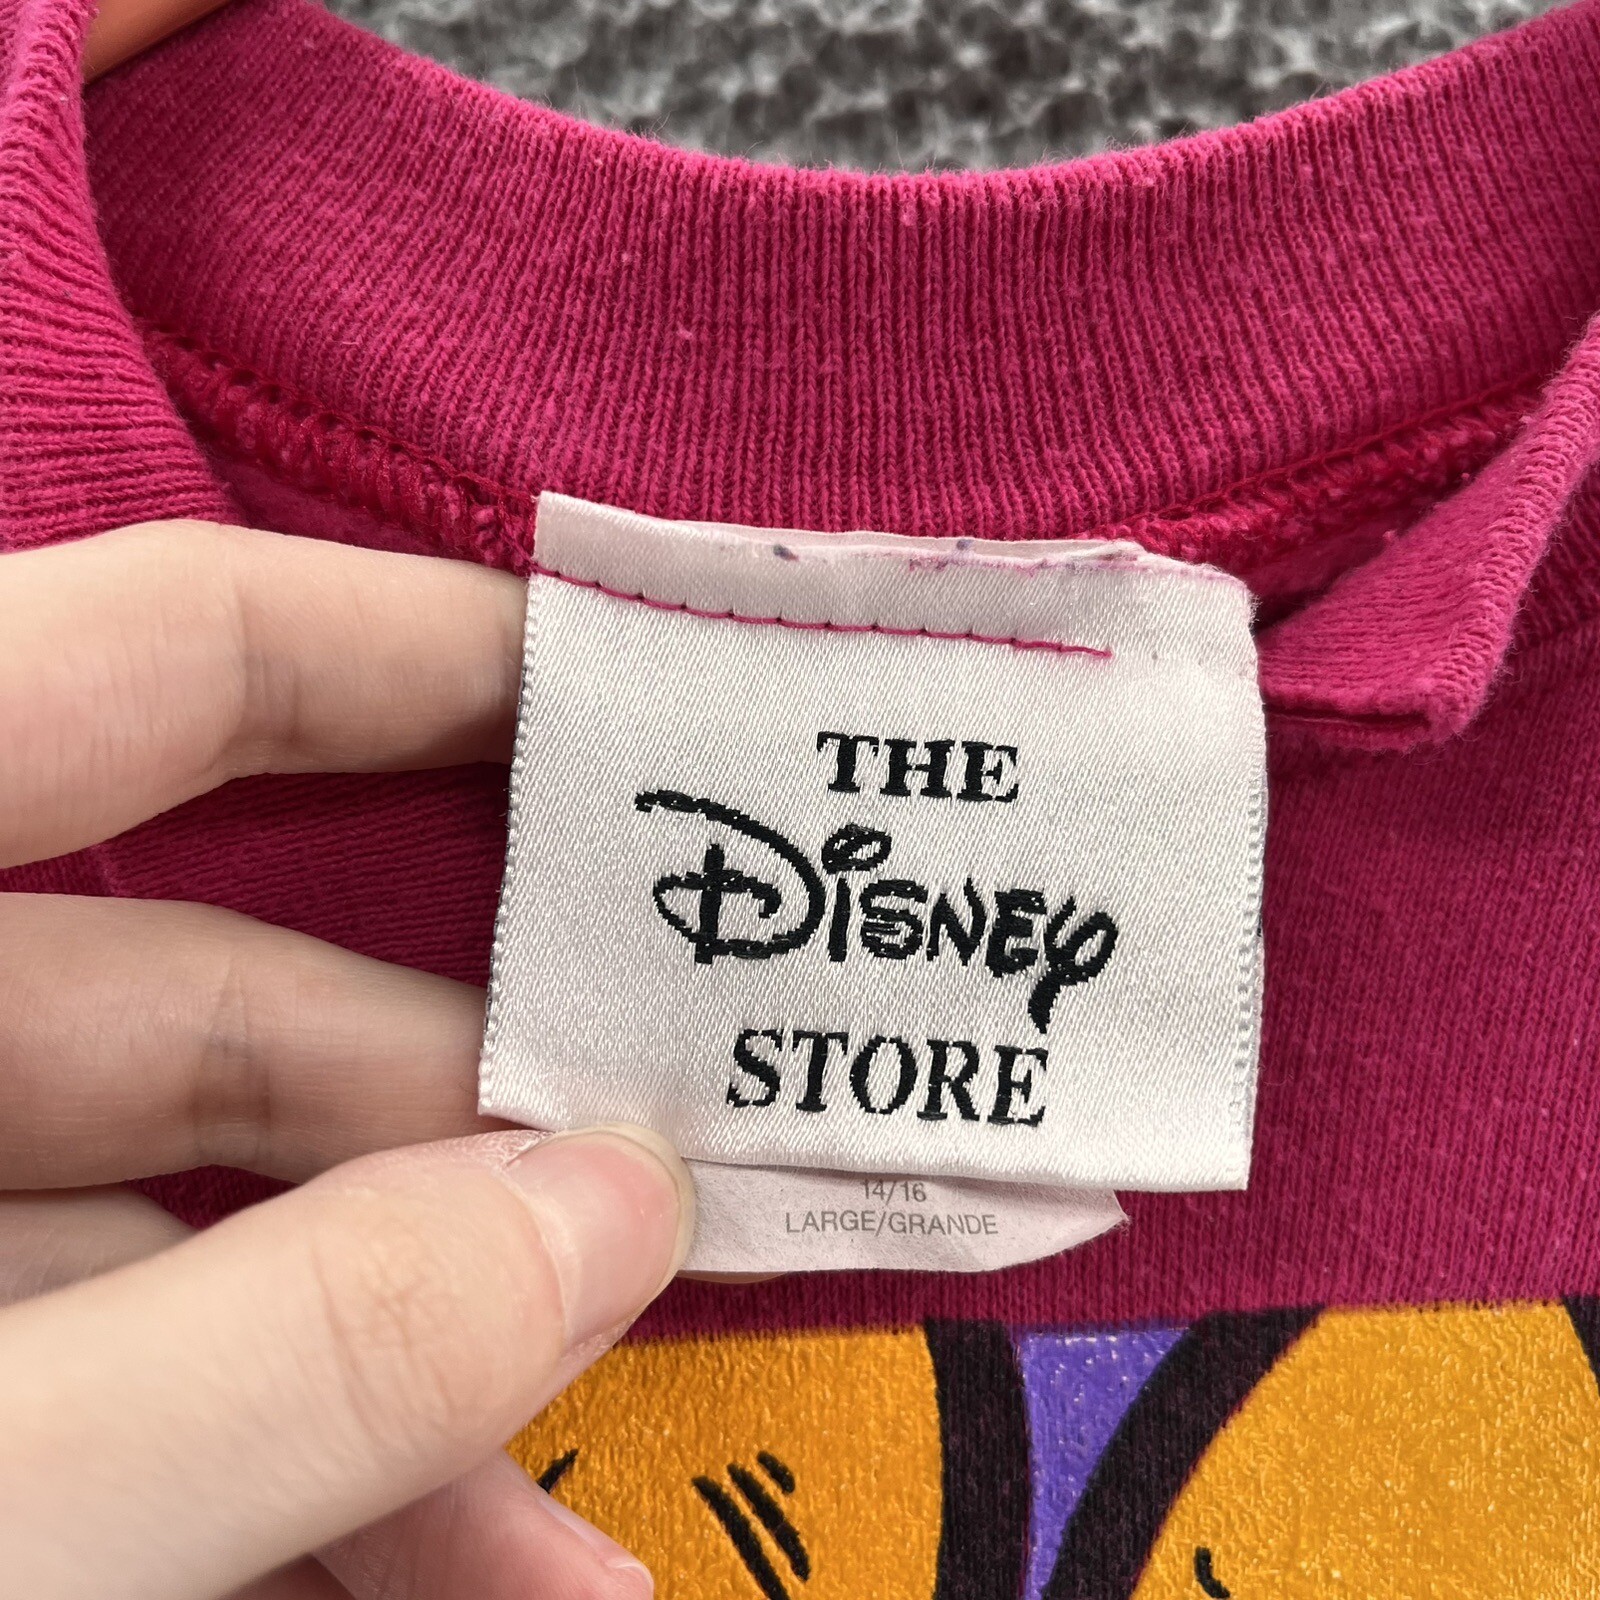 THE
Disney
STORE
14/16
LARGE/GRANDE